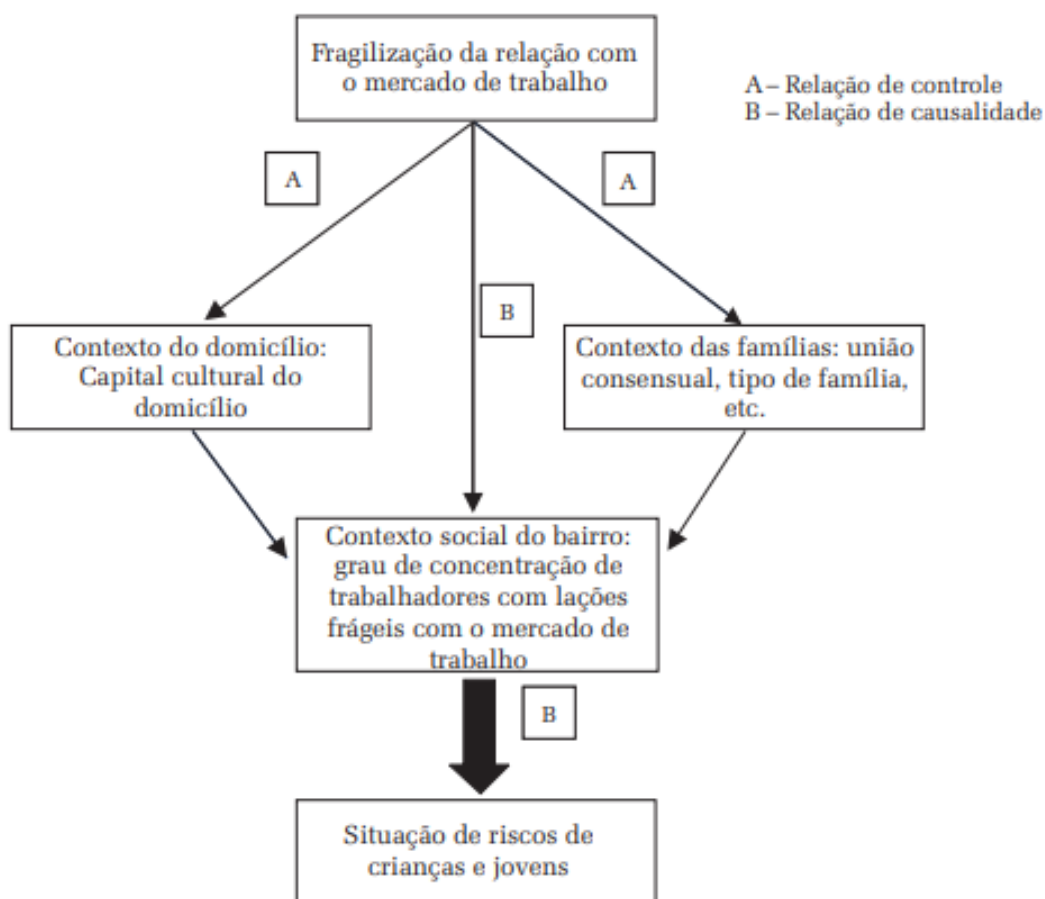 Fragilização da relação com
o mercado de trabalho
A – Relação de controle
B – Relação de causalidade
A
A
B
Contexto do domicílio:
Capital cultural do
domicílio
Contexto das famílias: união
consensual, tipo de família,
etc.
Contexto social do bairro:
grau de concentração de
trabalhadores com lações
frágeis com o mercado de
trabalho
B
Situação de riscos de
crianças e jovens